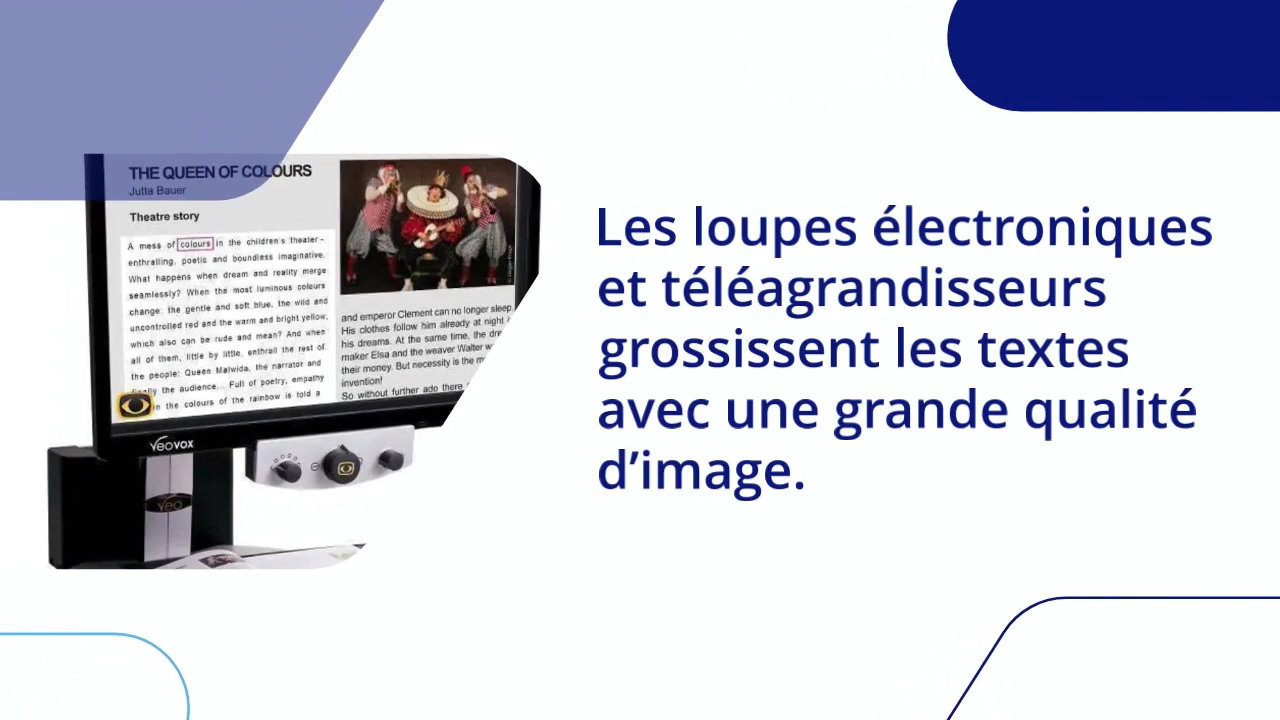 THE QUEEN OF COLOURS
Jutta Bauer
Theatre story
A mess of colours in the children's theater -
enthralling, poetic and boundless imaginative.
What happens when dream and reality merge
seamlessly? When the most luminous colours
change: the gentle and soft blue, the wild and
uncontrolled red and the warm and bright yellow,
which also can be rude and mean? And when
all of them, little by little, enthrall the rest of
the people: Queen Malwida, the narrator and
finally the audience... Full of poetry, empathy
in the colours of the rainbow is told a
and emperor Clement can no longer sleep.
His clothes follow him already at night
his dreams. At the same time, the
maker Elsa and the weaver Walter
their money. But necessity is the
invention!
So without further ado there
VEOVOX
Veo
Les loupes électroniques
et téléagrandisseurs
grossissent les textes
avec une grande qualité
d’image.